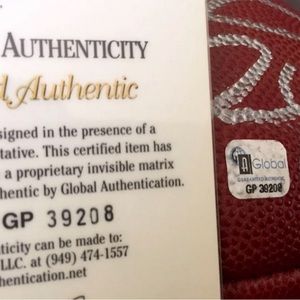 AUTHENTICITY
Authentic
signed in the presence of a
tative. This certified item has
a proprietary invisible matrix
thentic by Global Authentication.
GP 39208
ticity can be made to:
LLC. at (949) 474-1557
thentication.net
Global
GUARANTEED AUTHENTIC
GP 39208